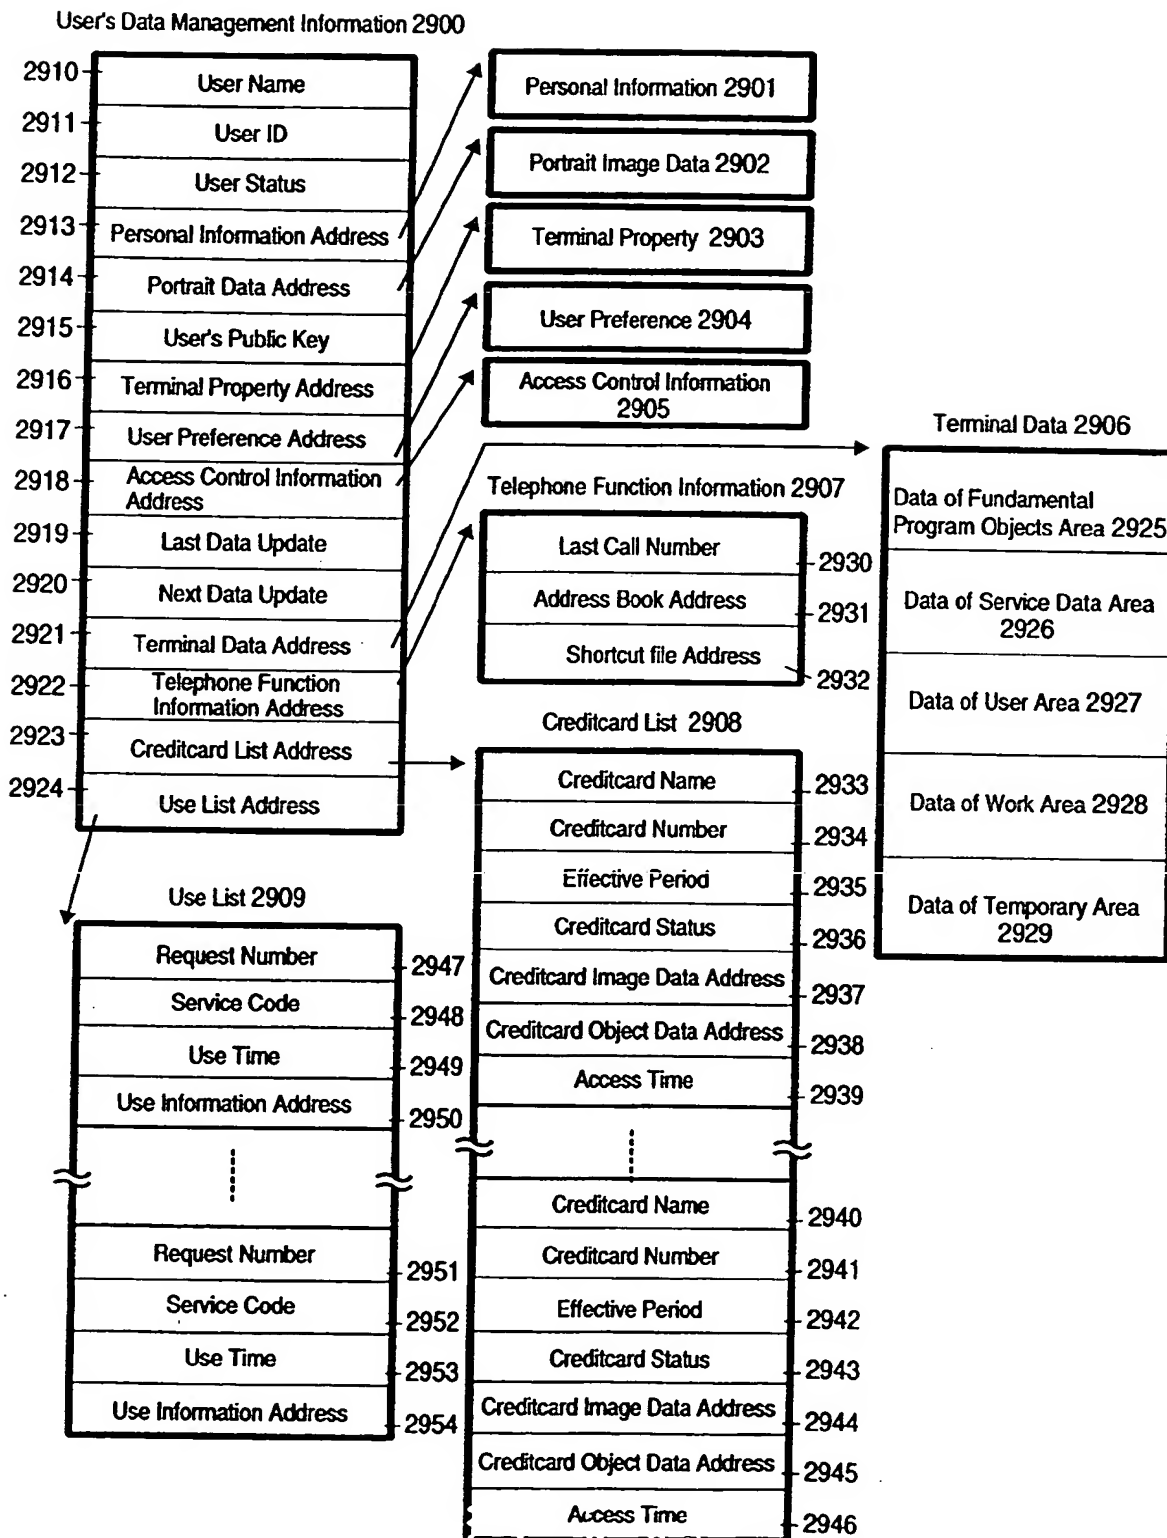 User's Data Management Information 2900
2910
User Name
2911
User ID
2912
User Status
2913
Personal Information Address
2914
Portrait Data Address
2915
User's Public Key
2916
Terminal Property Address
2917
User Preference Address
2918
Access Control Information
Address
2919
Last Data Update
2920
Next Data Update
2921
Terminal Data Address
2922
Telephone Function
Information Address
2923
Creditcard List Address
2924
Use List Address
Personal Information 2901
Portrait Image Data 2902
Terminal Property 2903
User Preference 2904
Access Control Information
2905
Terminal Data 2906
Data of Fundamental
Program Objects Area 2925
Data of Service Data Area
2926
Data of User Area 2927
Data of Work Area 2928
Data of Temporary Area
2929
Telephone Function Information 2907
Last Call Number
2930
Address Book Address
2931
Shortcut file Address
2932
Creditcard List 2908
Creditcard Name
2933
Creditcard Number
2934
Effective Period
2935
Creditcard Status
2936
Creditcard Image Data Address
2937
Creditcard Object Data Address
2938
Access Time
2939
Creditcard Name
2940
Creditcard Number
2941
Effective Period
2942
Creditcard Status
2943
Creditcard Image Data Address
2944
Creditcard Object Data Address
2945
Access Time
2946
Use List 2909
Request Number
2947
Service Code
2948
Use Time
2949
Use Information Address
2950
Request Number
2951
Service Code
2952
Use Time
2953
Use Information Address
2954